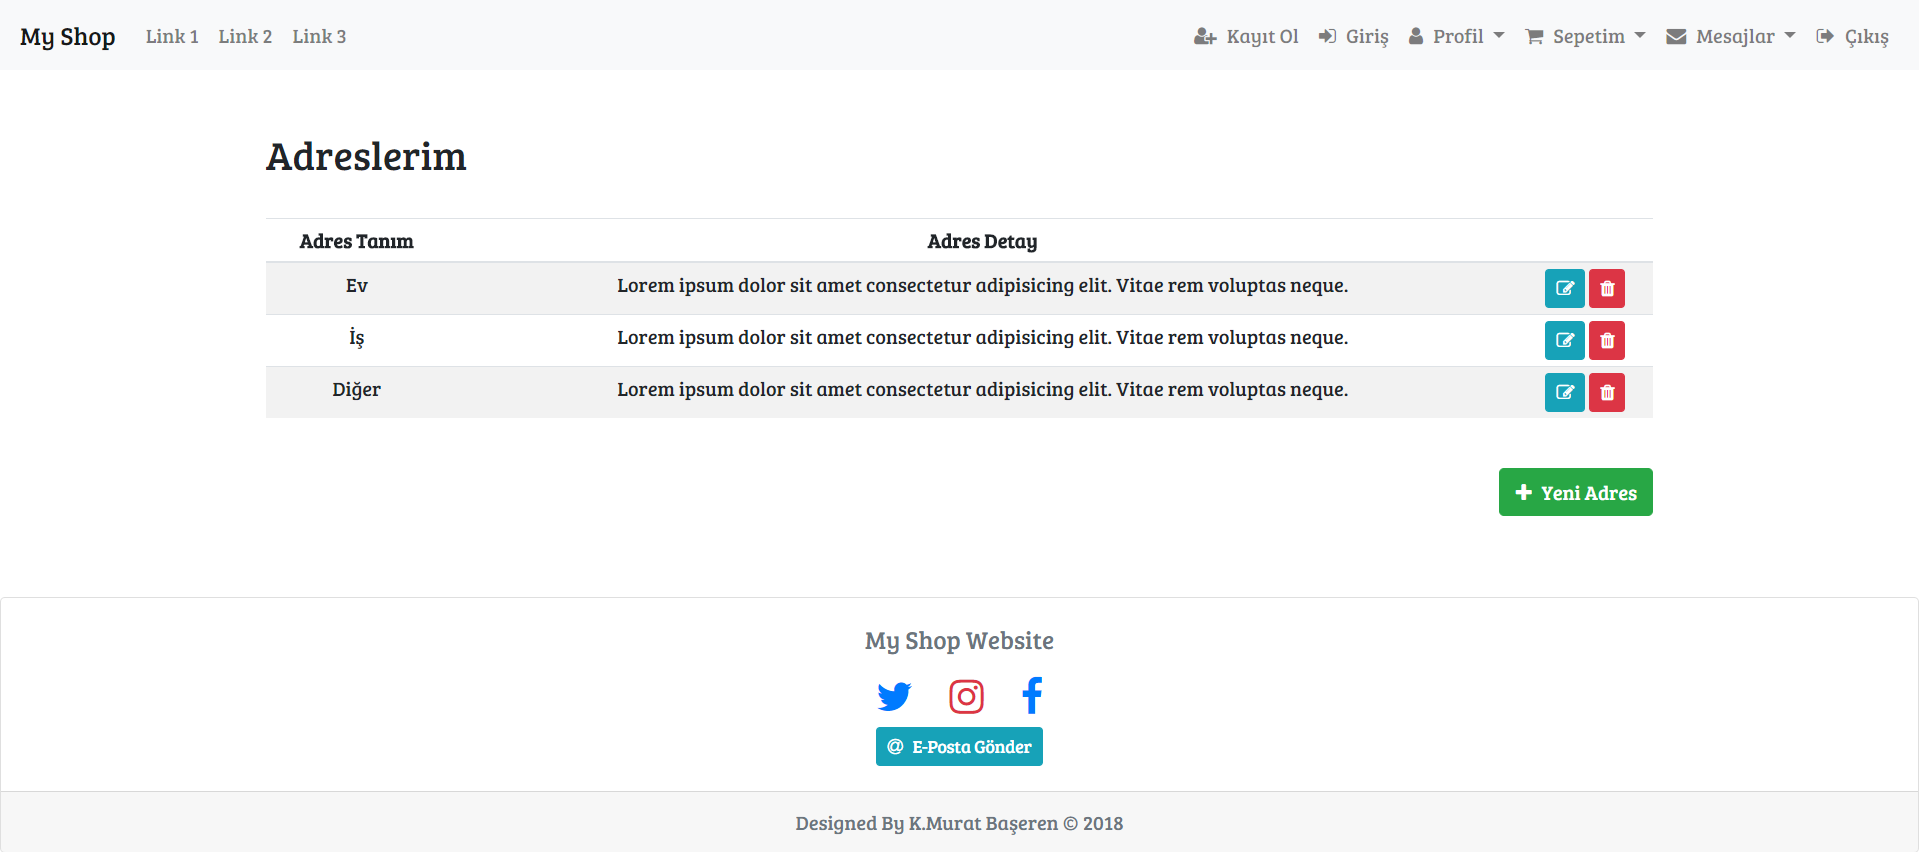 My Shop Link 1 Link 2 Link 3 Kayıt Ol Giriş Profil Sepetim Mesajlar Çıkış
Adreslerim
Adres Tanım Adres Detay
Ev Lorem ipsum dolor sit amet consectetur adipisicing elit. Vitae rem voluptas neque.
İş Lorem ipsum dolor sit amet consectetur adipisicing elit. Vitae rem voluptas neque.
Diğer Lorem ipsum dolor sit amet consectetur adipisicing elit. Vitae rem voluptas neque.
Yeni Adres
My Shop Website
E-Posta Gönder
Designed By K.Murat Başeren © 2018